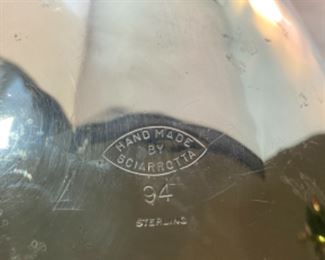 HAND MADE
BY
SCIARROTTA
94
STERLING